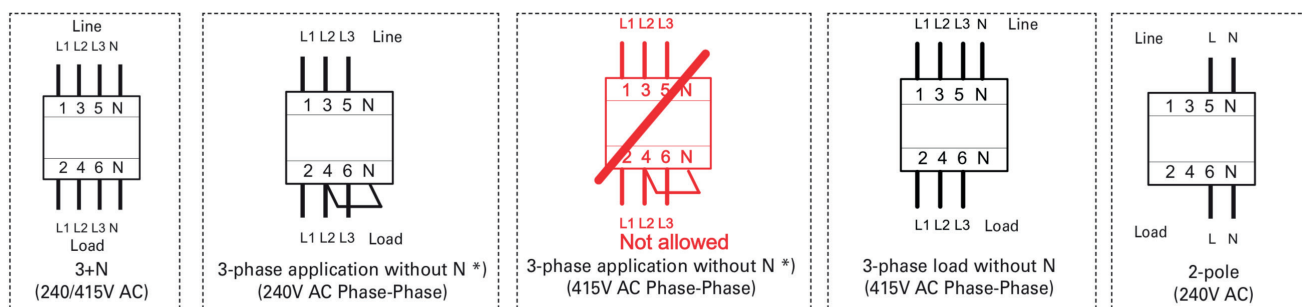 Line
L1 L2 L3 N
1 3 5 N
2 4 6 N
L1 L2 L3 N
Load
3+N
(240/415V AC)
L1 L2 L3 Line
1 3 5 N
2 4 6 N
L1 L2 L3 Load
3-phase application without N *)
(240V AC Phase-Phase)
L1 L2 L3
1 3 5 N
2 4 6 N
L1 L2 L3
Not allowed
3-phase application without N *)
(415V AC Phase-Phase)
L1 L2 L3 N Line
1 3 5 N
2 4 6 N
L1 L2 L3 Load
3-phase load without N
(415V AC Phase-Phase)
Line L N
1 3 5 N
2 4 6 N
Load L N
2-pole
(240V AC)